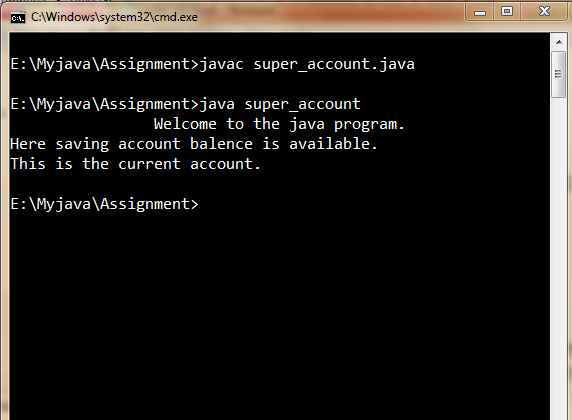 C:\Windows\system32\cmd.exe
E:\Myjava\Assignment>javac super_account.java
E:\Myjava\Assignment>java super_account
Welcome to the java program.
Here saving account balence is available.
This is the current account.
E:\Myjava\Assignment>